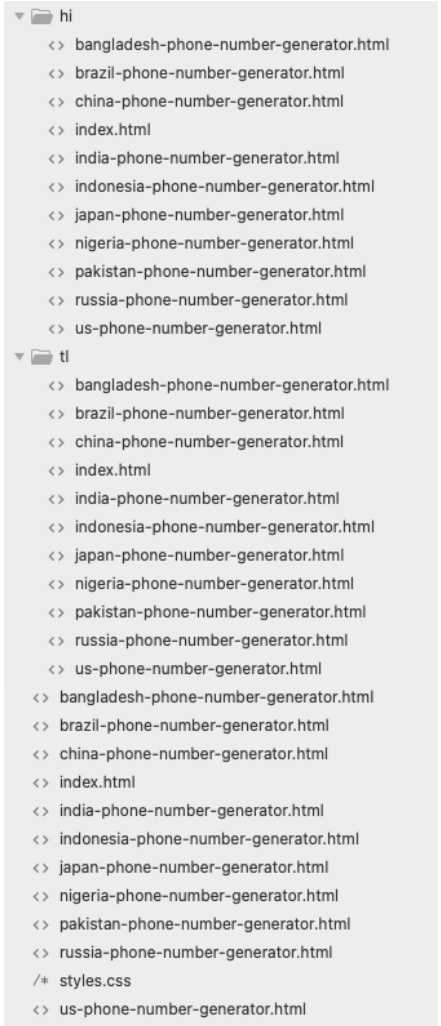 hi
<> bangladesh-phone-number-generator.html
<> brazil-phone-number-generator.html
<> china-phone-number-generator.html
<> index.html
<> india-phone-number-generator.html
<> indonesia-phone-number-generator.html
<> japan-phone-number-generator.html
<> nigeria-phone-number-generator.html
<> pakistan-phone-number-generator.html
<> russia-phone-number-generator.html
<> us-phone-number-generator.html
tl
<> bangladesh-phone-number-generator.html
<> brazil-phone-number-generator.html
<> china-phone-number-generator.html
<> index.html
<> india-phone-number-generator.html
<> indonesia-phone-number-generator.html
<> japan-phone-number-generator.html
<> nigeria-phone-number-generator.html
<> pakistan-phone-number-generator.html
<> russia-phone-number-generator.html
<> us-phone-number-generator.html
<> bangladesh-phone-number-generator.html
<> brazil-phone-number-generator.html
<> china-phone-number-generator.html
<> index.html
<> india-phone-number-generator.html
<> indonesia-phone-number-generator.html
<> japan-phone-number-generator.html
<> nigeria-phone-number-generator.html
<> pakistan-phone-number-generator.html
<> russia-phone-number-generator.html
/* styles.css
<> us-phone-number-generator.html